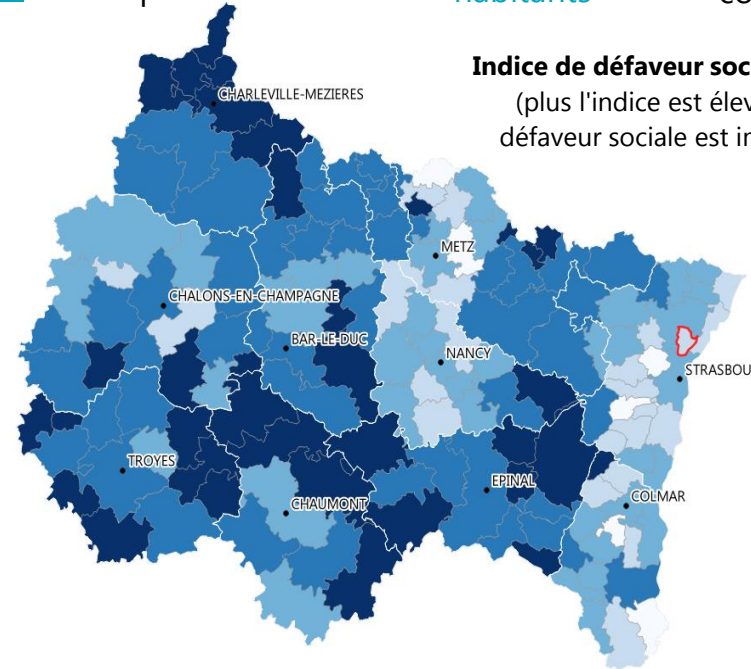 habitants
Indice de défaveur soc
(plus l'indice est élev
défaveur sociale est in
CHARLEVILLE-MEZIERES
METZ
CHALONS-EN-CHAMPAGNE
BAR-LE-DUC
NANCY
STRASBOU
TROYES
EPINAL
CHAUMONT
COLMAR